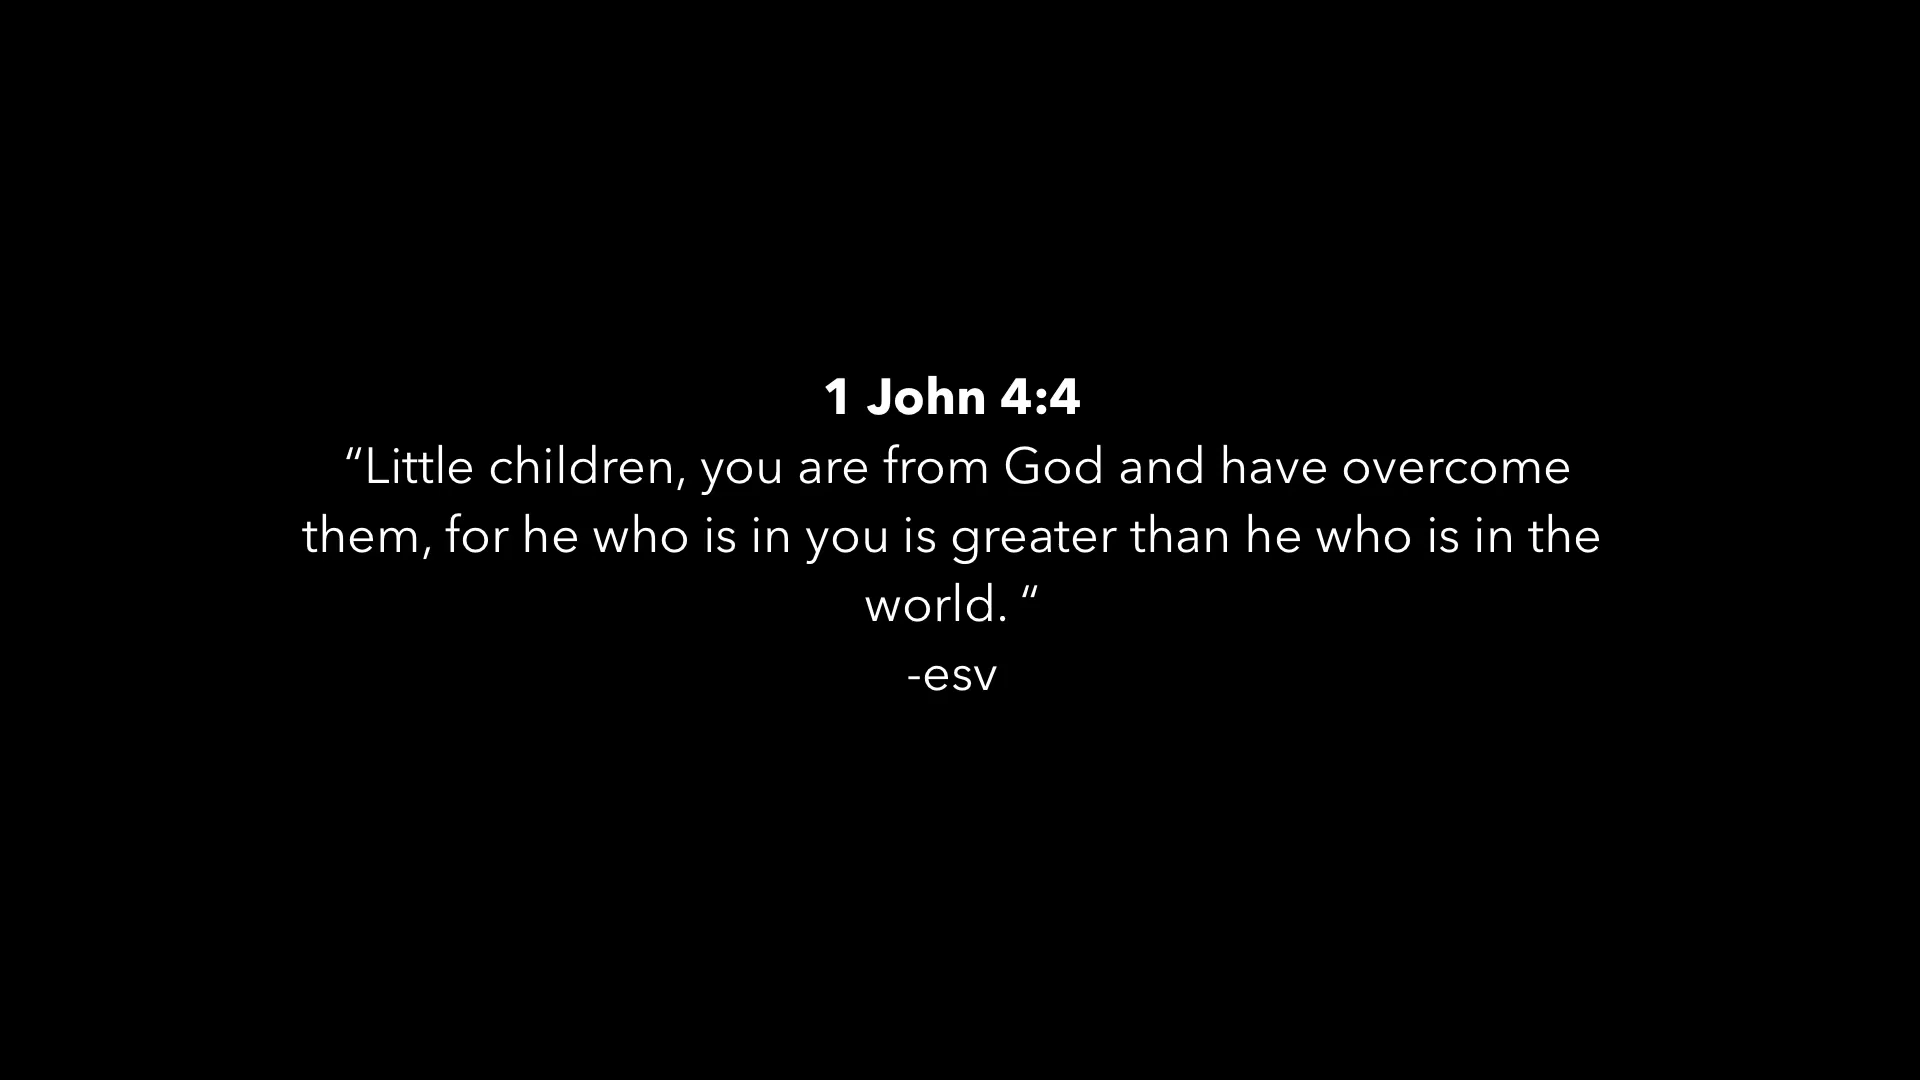 1 John 4:4
“Little children, you are from God and have overcome
them, for he who is in you is greater than he who is in the
world. “
-esv